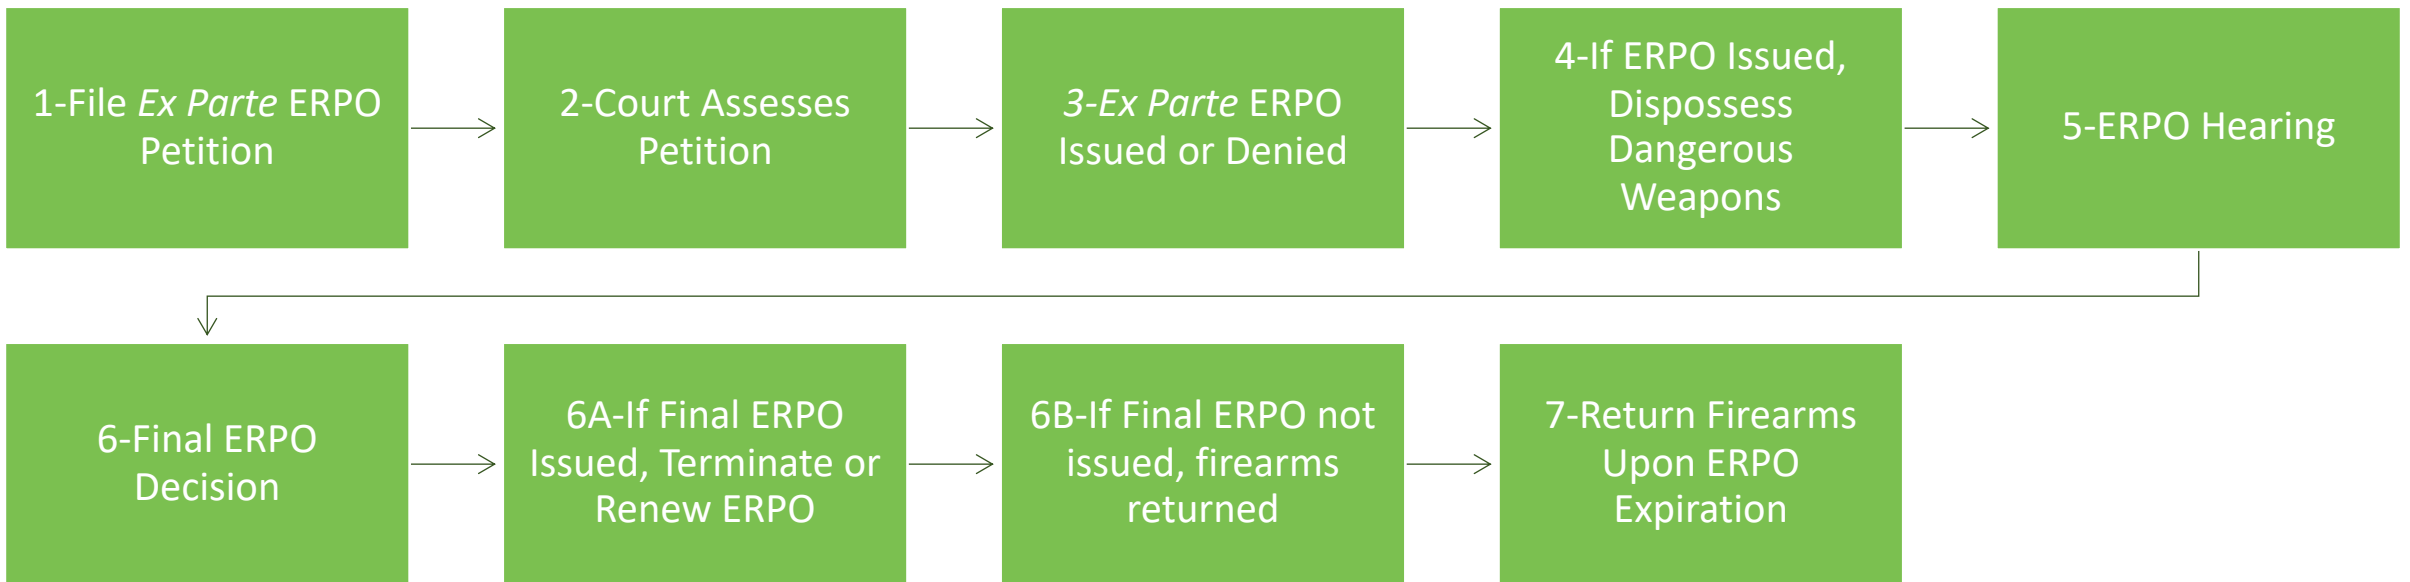 1-File Ex Parte ERPO
Petition
2-Court Assesses
Petition
3-Ex Parte ERPO
Issued or Denied
4-If ERPO Issued,
Dispossess
Dangerous
Weapons
5-ERPO Hearing
6-Final ERPO
Decision
6A-If Final ERPO
Issued, Terminate or
Renew ERPO
6B-If Final ERPO not
issued, firearms
returned
7-Return Firearms
Upon ERPO
Expiration